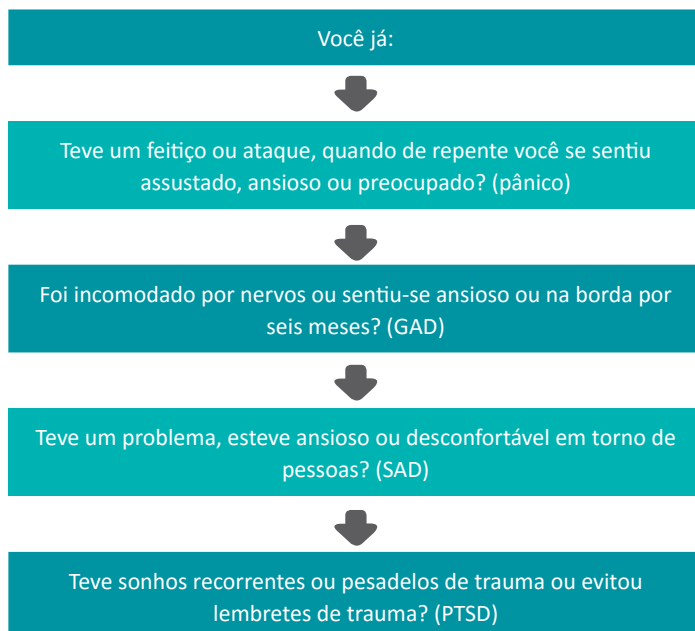 Você já:
Teve um feitiço ou ataque, quando de repente você se sentiu
assustado, ansioso ou preocupado? (pânico)
Foi incomodado por nervos ou sentiu-se ansioso ou na borda por
seis meses? (GAD)
Teve um problema, esteve ansioso ou desconfortável em torno de
pessoas? (SAD)
Teve sonhos recorrentes ou pesadelos de trauma ou evitou
lembretes de trauma? (PTSD)